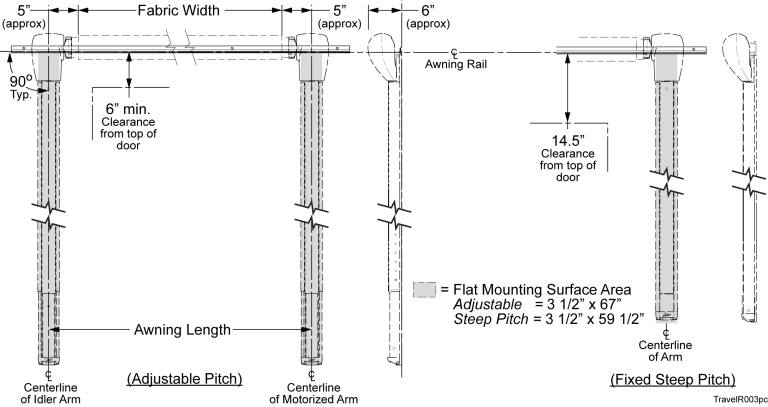 5”
(approx)
Fabric Width
5”
(approx)
6”
(approx)
℄
Awning Rail
90°
Typ.
6” min.
Clearance
from top of
door
14.5”
Clearance
from top of
door
= Flat Mounting Surface Area
Adjustable = 3 1/2” x 67”
Steep Pitch = 3 1/2” x 59 1/2”
Awning Length
℄
Centerline
of Idler Arm
(Adjustable Pitch)
℄
Centerline
of Motorized Arm
℄
Centerline
of Arm
(Fixed Steep Pitch)
TravelR003pc